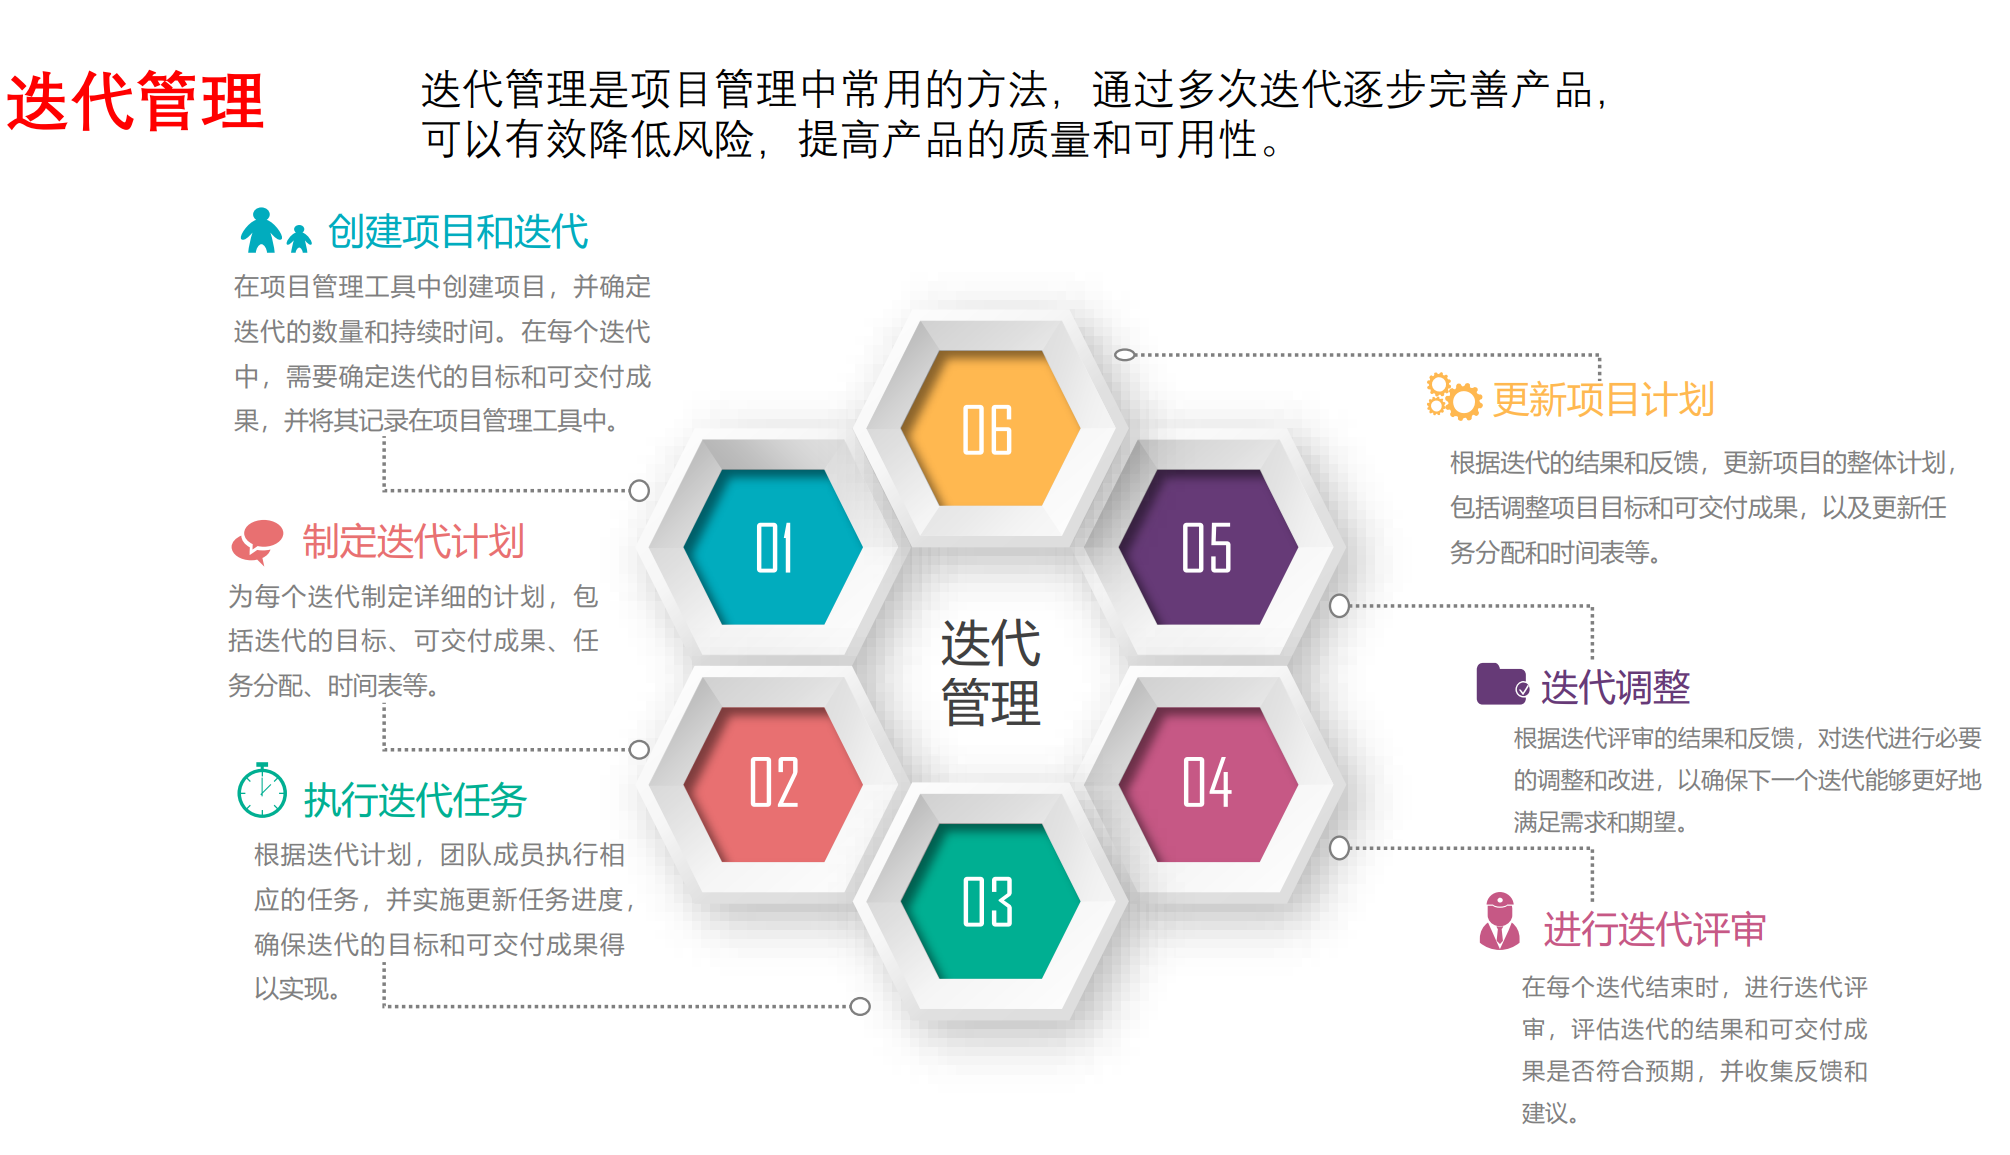 迭代管理
迭代管理是项目管理中常用的方法，通过多次迭代逐步完善产品，
可以有效降低风险，提高产品的质量和可用性。
创建项目和迭代
在项目管理工具中创建项目，并确定
迭代的数量和持续时间。在每个迭代
中，需要确定迭代的目标和可交付成
果，并将其记录在项目管理工具中。
制定迭代计划
为每个迭代制定详细的计划，包
括迭代的目标、可交付成果、任
务分配、时间表等。
执行迭代任务
根据迭代计划，团队成员执行相
应的任务，并实施更新任务进度，
确保迭代的目标和可交付成果得
以实现。
06
01
05
迭代
管理
02
04
03
更新项目计划
根据迭代的结果和反馈，更新项目的整体计划，
包括调整项目目标和可交付成果，以及更新任
务分配和时间表等。
迭代调整
根据迭代评审的结果和反馈，对迭代进行必要
的调整和改进，以确保下一个迭代能够更好地
满足需求和期望。
进行迭代评审
在每个迭代结束时，进行迭代评
审，评估迭代的结果和可交付成
果是否符合预期，并收集反馈和
建议。